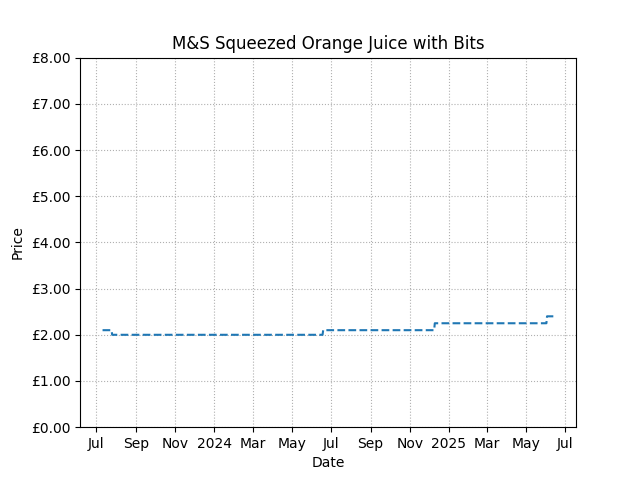 M&S Squeezed Orange Juice with Bits
£8.00
£7.00
£6.00
£5.00
£4.00
£3.00
£2.00
£1.00
£0.00
Price
Jul Sep Nov 2024 Mar May Jul Sep Nov 2025 Mar May Jul
Date